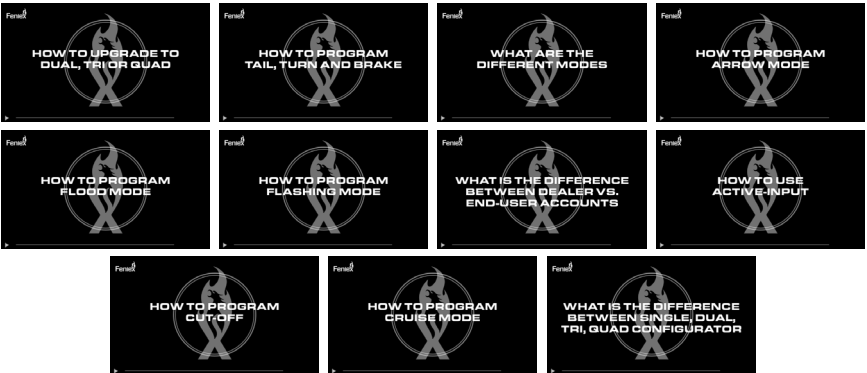 Feniex
HOW TO UPGRADE TO
DUAL, TRI OR QUAD
Feniex
HOW TO PROGRAM
TAIL, TURN AND BRAKE
Feniex
WHAT ARE THE
DIFFERENT MODES
Feniex
HOW TO PROGRAM
ARROW MODE
Feniex
HOW TO PROGRAM
FLOOD MODE
Feniex
HOW TO PROGRAM
FLASHING MODE
Feniex
WHAT IS THE DIFFERENCE
BETWEEN DEALER VS.
END-USER ACCOUNTS
Feniex
HOW TO USE
ACTIVE-INPUT
Feniex
HOW TO PROGRAM
CUT-OFF
Feniex
HOW TO PROGRAM
CRUISE MODE
Feniex
WHAT IS THE DIFFERENCE
BETWEEN SINGLE, DUAL,
TRI, QUAD CONFIGURATOR